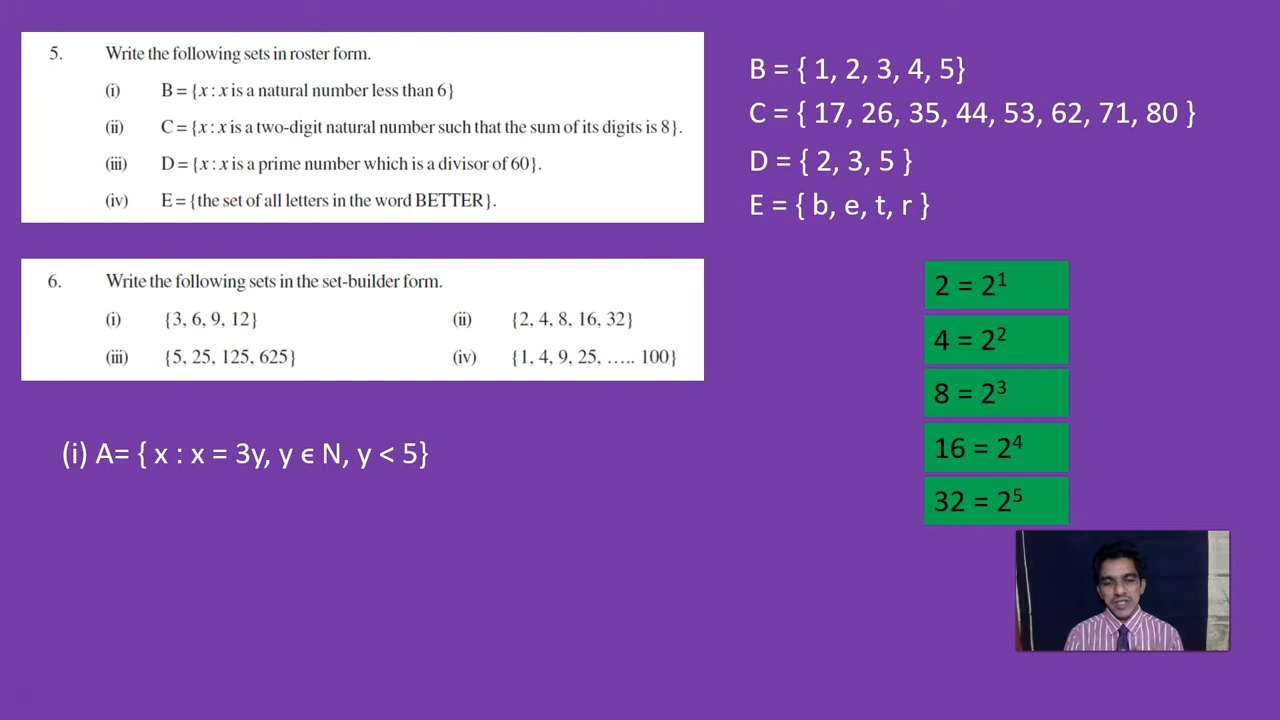 5. Write the following sets in roster form.
(i) B = {x : x is a natural number less than 6}
(ii) C = {x : x is a two-digit natural number such that the sum of its digits is 8}.
(iii) D = {x : x is a prime number which is a divisor of 60}.
(iv) E = {the set of all letters in the word BETTER}.
B = { 1, 2, 3, 4, 5}
C = { 17, 26, 35, 44, 53, 62, 71, 80 }
D = { 2, 3, 5 }
E = { b, e, t, r }
6. Write the following sets in the set-builder form.
(i) {3, 6, 9, 12} (ii) {2, 4, 8, 16, 32}
(iii) {5, 25, 125, 625} (iv) {1, 4, 9, 25, ….. 100}
2 = 2¹
4 = 2²
8 = 2³
16 = 2⁴
32 = 2⁵
(i) A= { x : x = 3y, y ϵ N, y < 5}